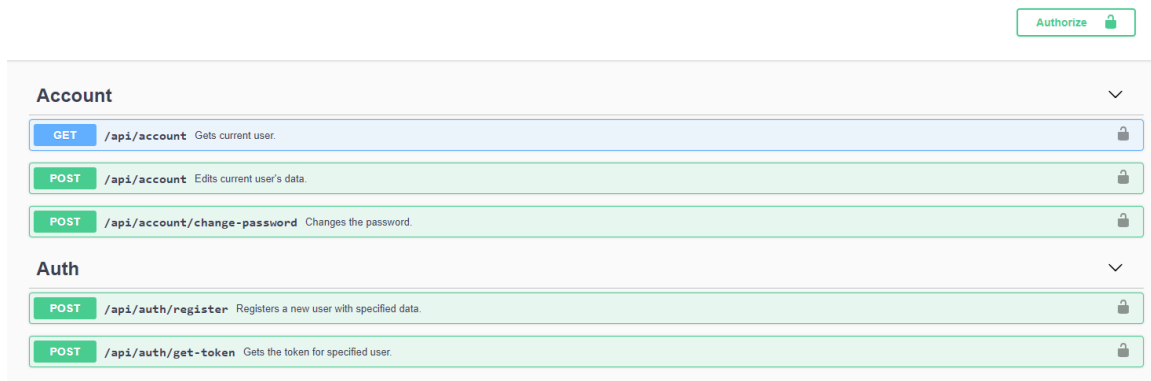 Authorize
Account
GET /api/account Gets current user.
POST /api/account Edits current user's data.
POST /api/account/change-password Changes the password.
Auth
POST /api/auth/register Registers a new user with specified data.
POST /api/auth/get-token Gets the token for specified user.